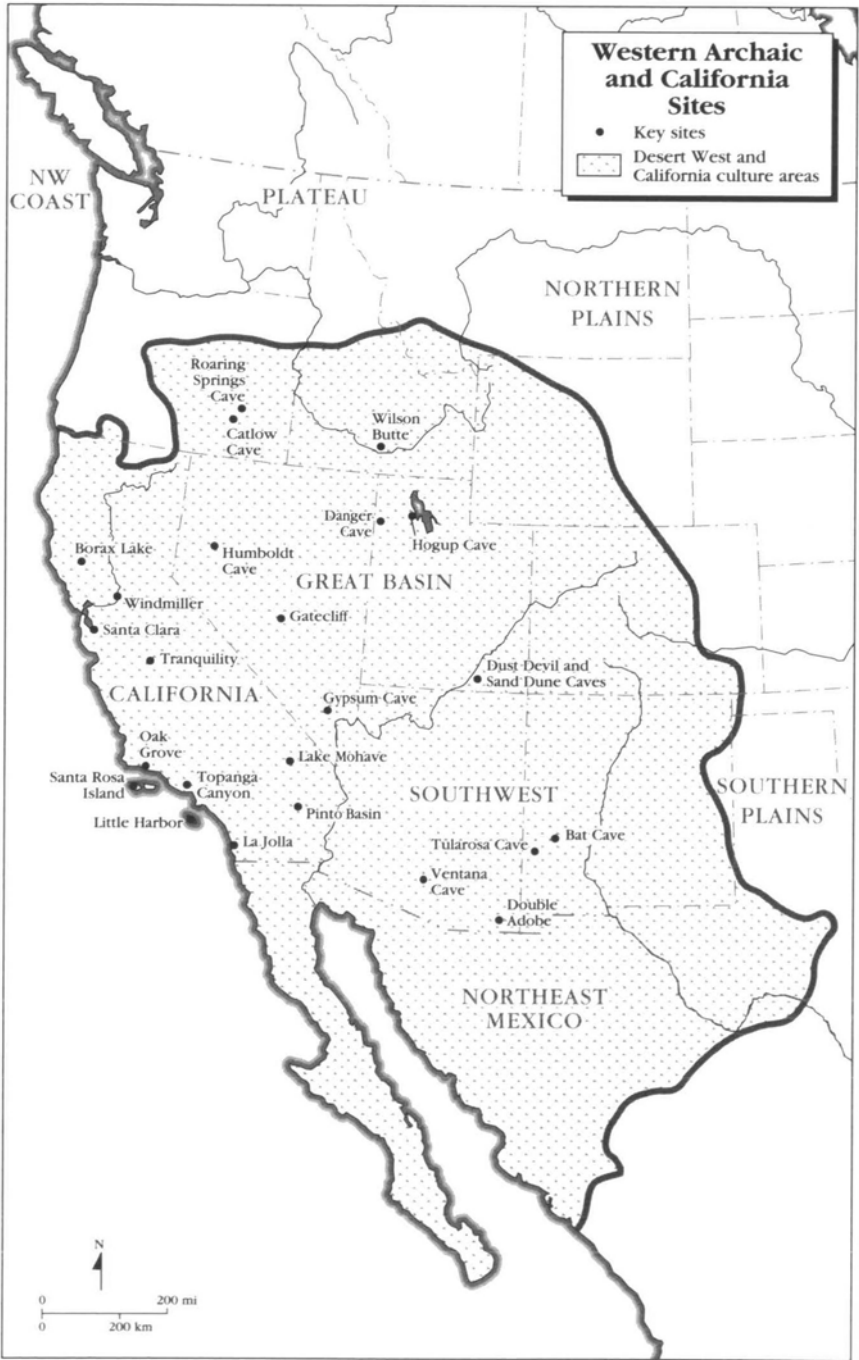 Western Archaic
and California
Sites
Key sites
Desert West and
California culture areas
NW
COAST
PLATEAU
NORTHERN
PLAINS
Roaring
Springs
Cave
Catlow
Cave
Wilson
Butte
Danger
Cave
Hogup Cave
Borax Lake
Humboldt
Cave
GREAT BASIN
Windmiller
Gatecliff
Santa Clara
Tranquility
Dust Devil and
Sand Dune Caves
CALIFORNIA
Gypsum Cave
Oak
Grove
Lake Mohave
Santa Rosa
Island
Topanga
Canyon
SOUTHWEST
SOUTHERN
PLAINS
Little Harbor
Pinto Basin
La Jolla
Tularosa Cave
Bat Cave
Ventana
Cave
Double
Adobe
NORTHEAST
MEXICO
N
0 200 mi
0 200 km